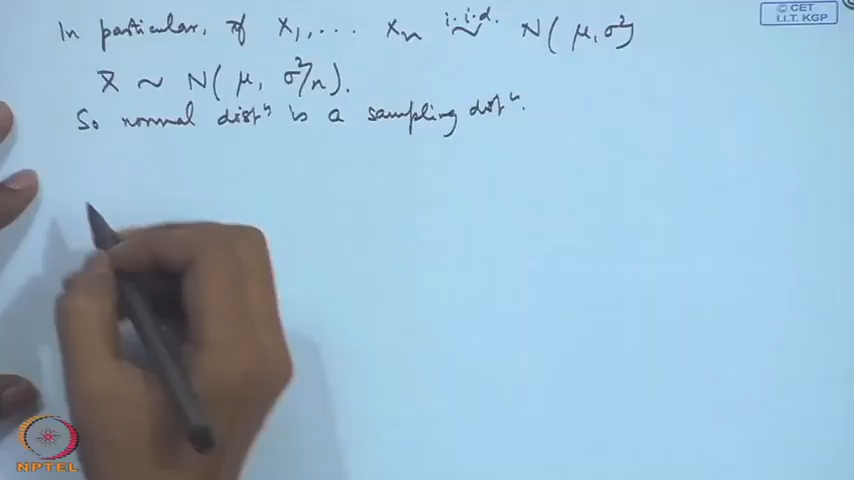 © CET
I.I.T. KGP
In particular, if X₁, ... Xₙ i.i.d. ~ N( μ, σ²)
X̄ ~ N( μ, σ²/n).
So normal distⁿ is a sampling distⁿ.
NPTEL